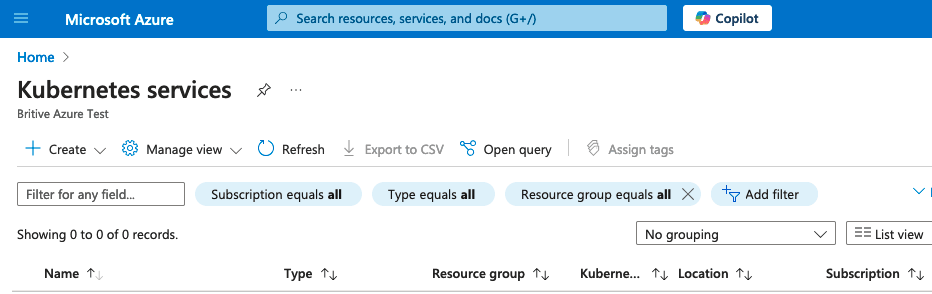 Microsoft Azure
Search resources, services, and docs (G+/)
Copilot
Home
Kubernetes services
...
Britive Azure Test
Create
Manage view
Refresh
Export to CSV
Open query
Assign tags
Filter for any field...
Subscription equals all
Type equals all
Resource group equals all
Add filter
Showing 0 to 0 of 0 records.
No grouping
List view
Name
Type
Resource group
Kuberne...
Location
Subscription